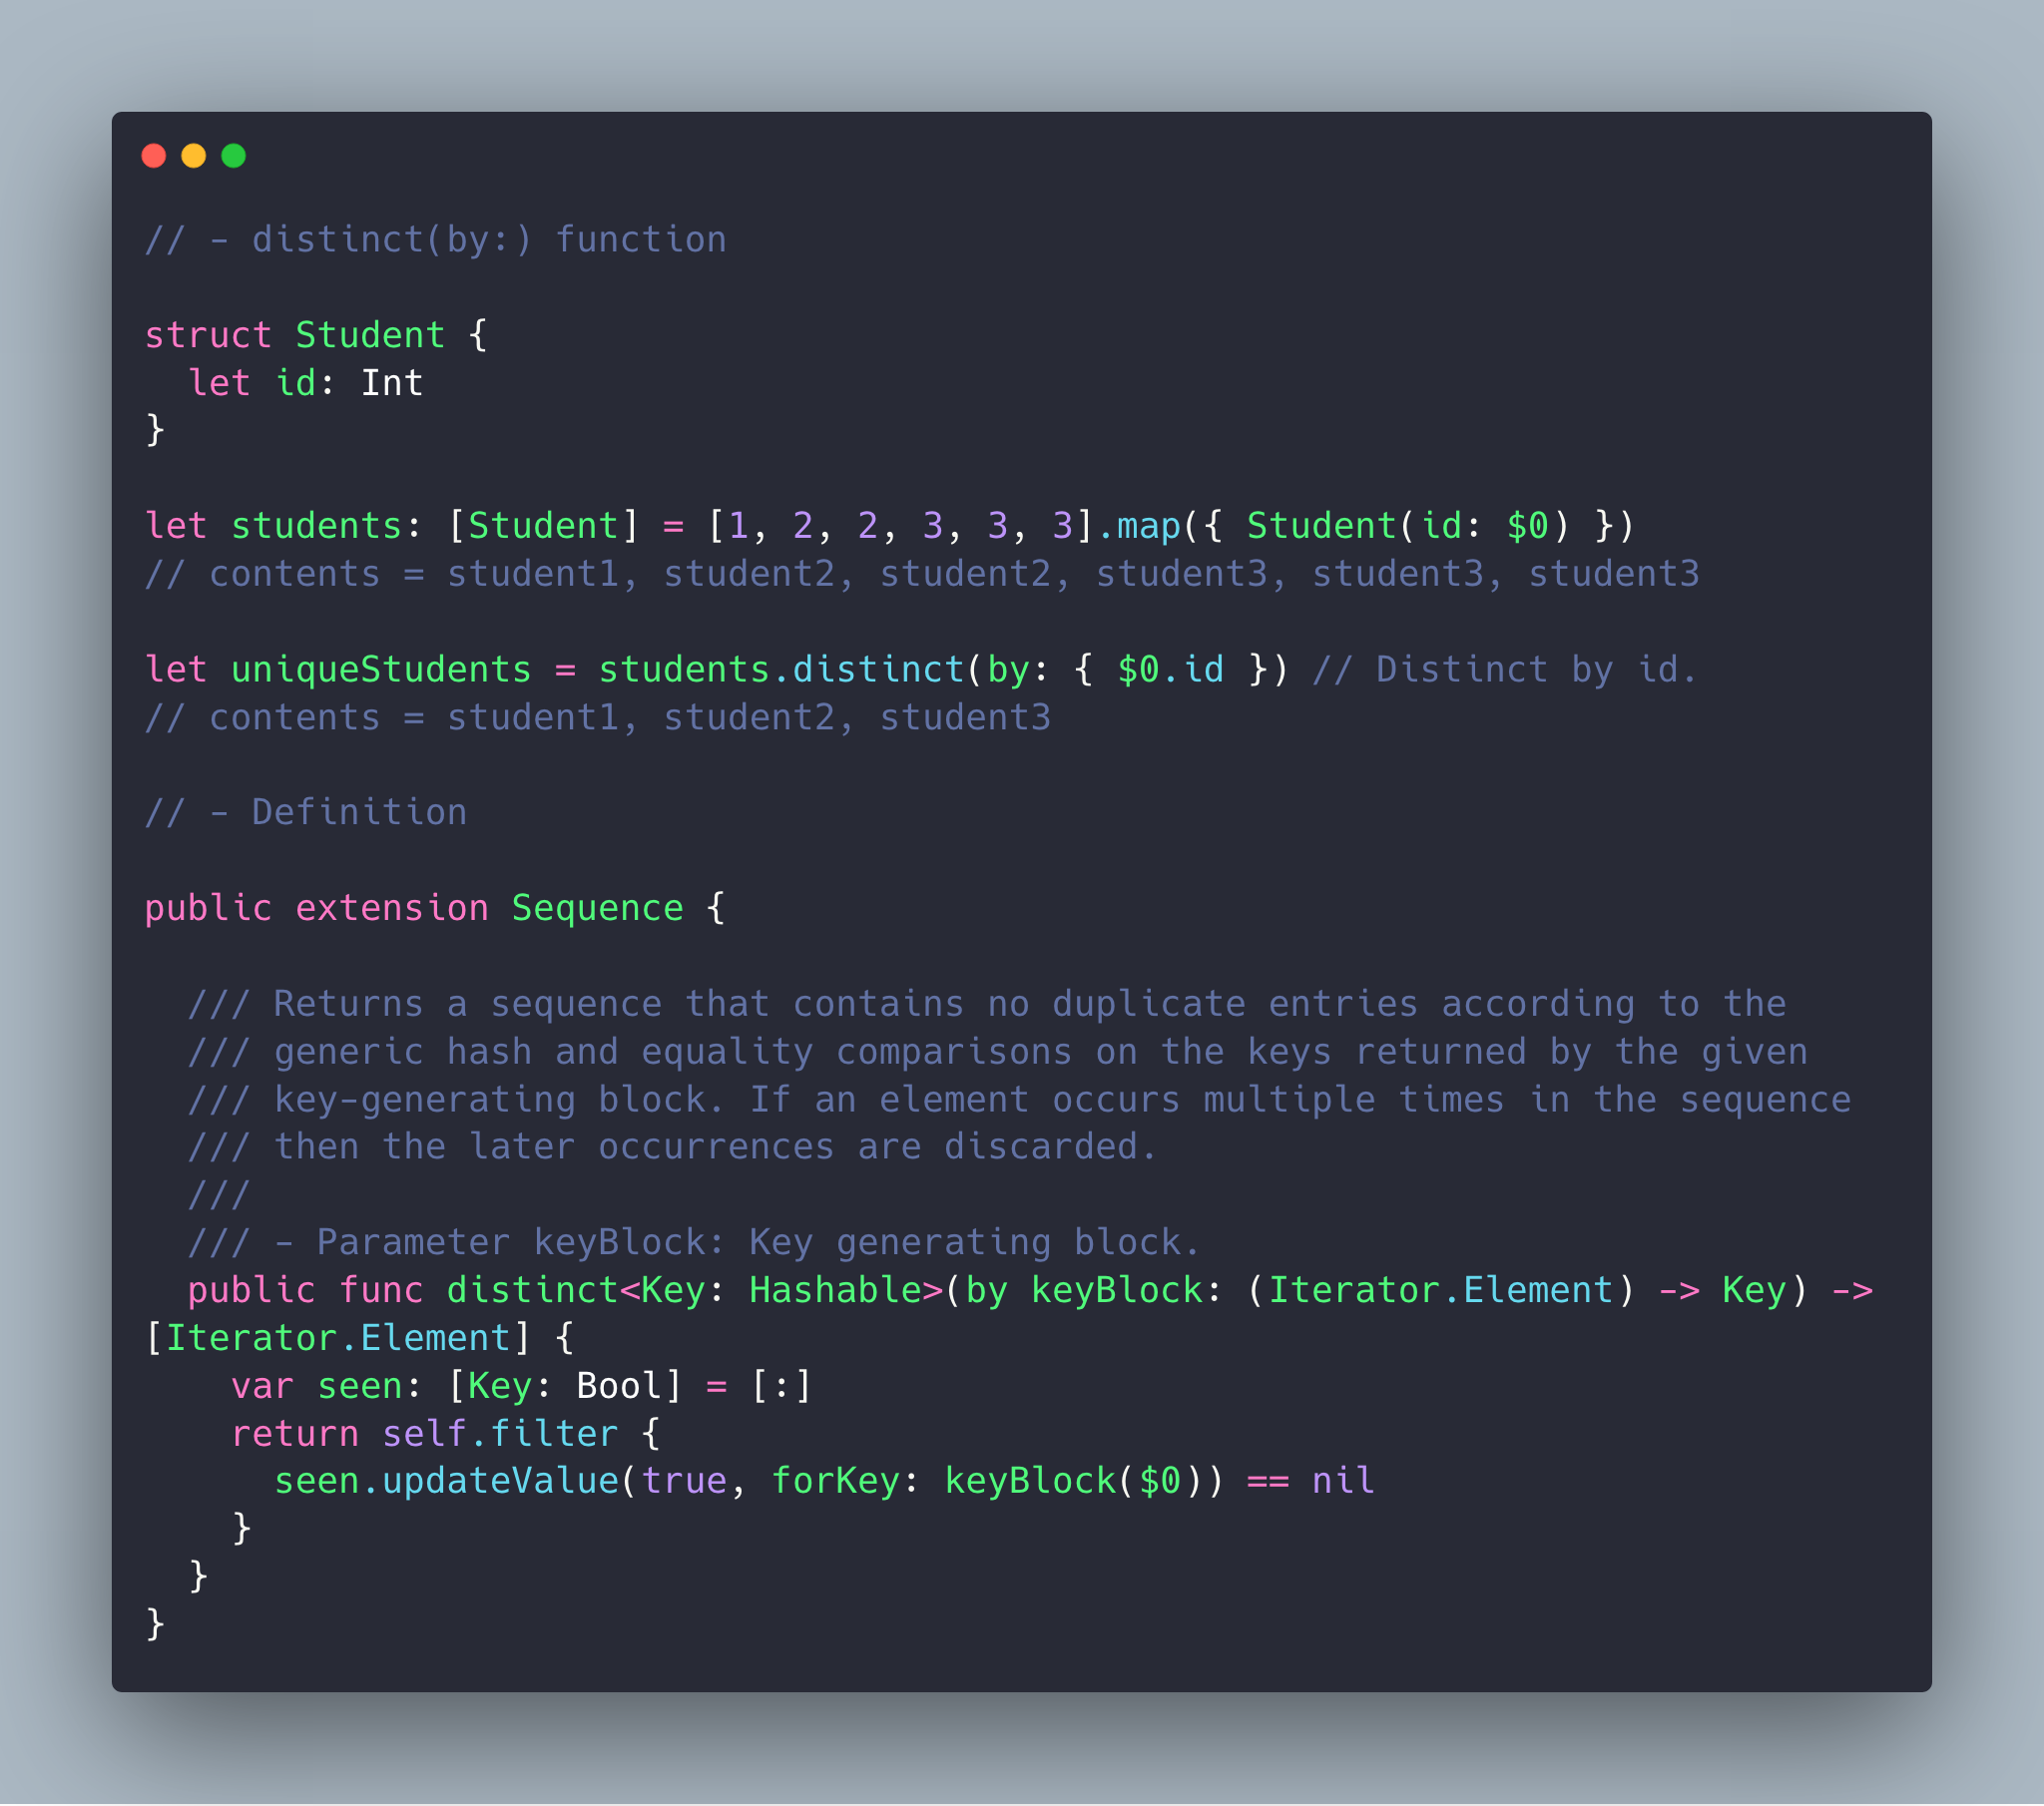 // - distinct(by:) function
struct Student {
  let id: Int
}
let students: [Student] = [1, 2, 2, 3, 3, 3].map({ Student(id: $0) })
// contents = student1, student2, student2, student3, student3, student3
let uniqueStudents = students.distinct(by: { $0.id }) // Distinct by id.
// contents = student1, student2, student3
// - Definition
public extension Sequence {
  /// Returns a sequence that contains no duplicate entries according to the
  /// generic hash and equality comparisons on the keys returned by the given
  /// key-generating block. If an element occurs multiple times in the sequence
  /// then the later occurrences are discarded.
  ///
  /// - Parameter keyBlock: Key generating block.
  public func distinct<Key: Hashable>(by keyBlock: (Iterator.Element) -> Key) ->
[Iterator.Element] {
    var seen: [Key: Bool] = [:]
    return self.filter {
      seen.updateValue(true, forKey: keyBlock($0)) == nil
    }
  }
}